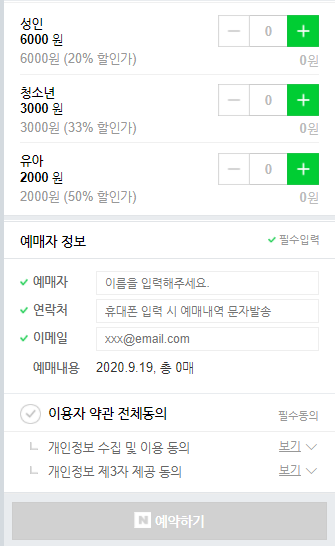 성인
6000 원
6000원 (20% 할인가)
0
0원
청소년
3000 원
3000원 (33% 할인가)
0
0원
유아
2000 원
2000원 (50% 할인가)
0
0원
예매자 정보
필수입력
예매자 이름을 입력해주세요.
연락처 휴대폰 입력 시 예매내역 문자발송
이메일 xxx@email.com
예매내용 2020.9.19, 총 0매
이용자 약관 전체동의 필수동의
개인정보 수집 및 이용 동의 보기
개인정보 제3자 제공 동의 보기
N 예약하기